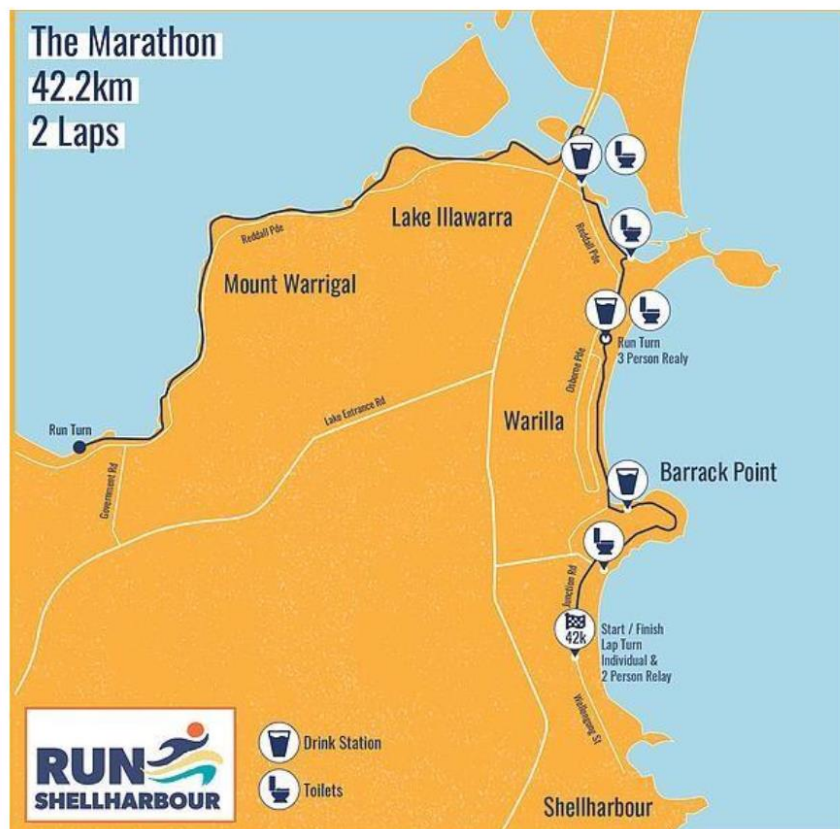 The Marathon
42.2km
2 Laps
Lake Illawarra
Reddall Pde
Mount Warrigal
Reddall Pde
Run Turn
3 Person Realy
Osborne Pde
Lake Entrance Rd
Warilla
Run Turn
Barrack Point
Government Rd
Junction Rd
42k
Start / Finish
Lap Turn
Individual &
2 Person Relay
Wollongong St
RUN
SHELLHARBOUR
Drink Station
Toilets
Shellharbour